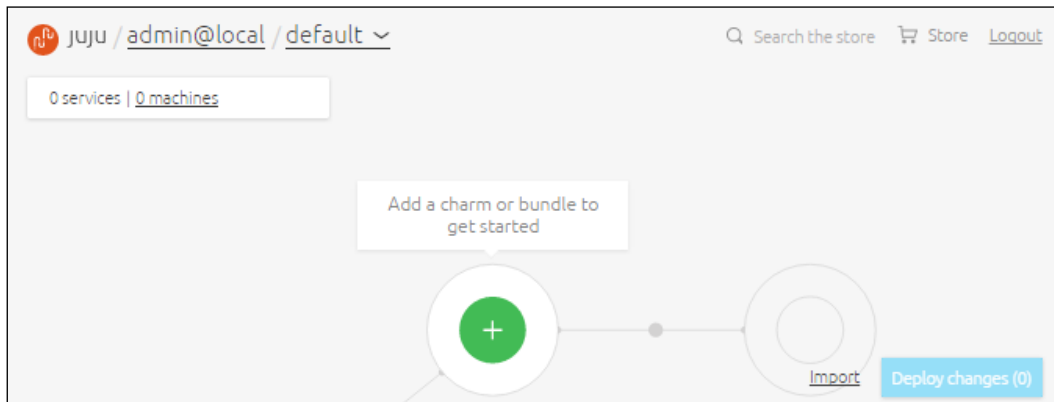 juju / admin@local / default
Search the store Store Logout
0 services | 0 machines
Add a charm or bundle to
get started
Import Deploy changes (0)